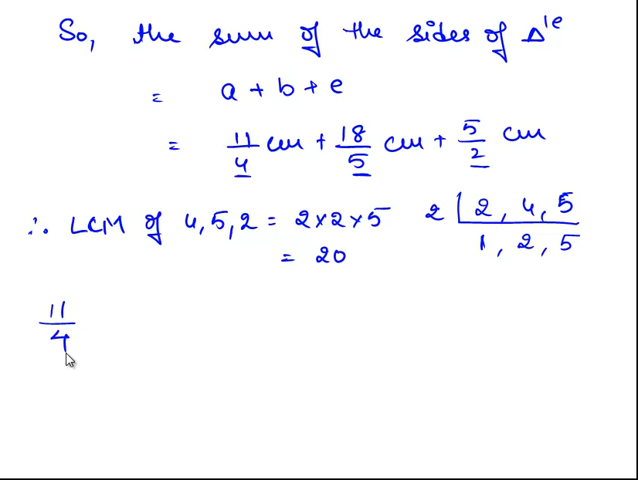 So, the sum of the sides of Δ'e
= a + b + e
= 11/4 cm + 18/5 cm + 5/2 cm
∴ LCM of 4, 5, 2 = 2×2×5 2 | 2, 4, 5
= 20 1, 2, 5
11/4